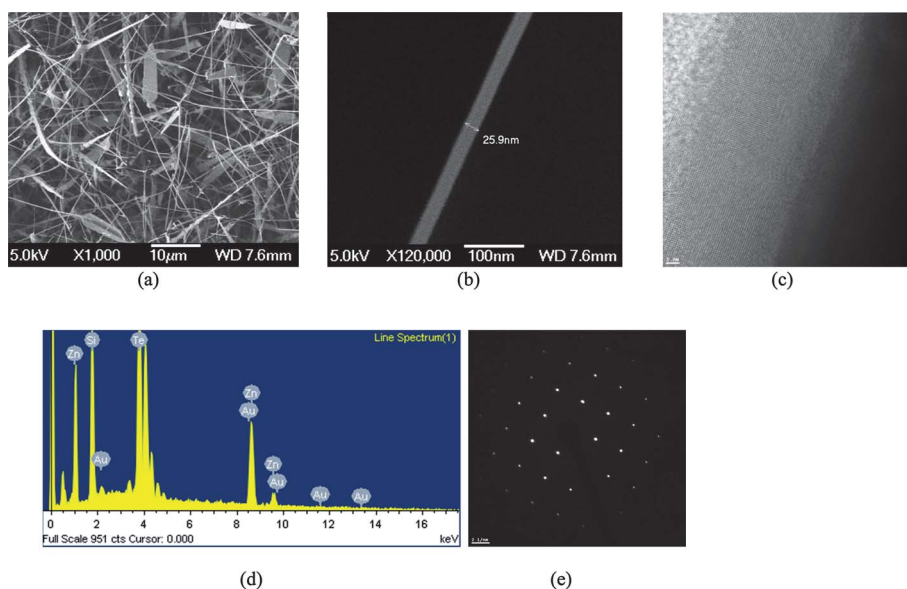 5.0kV X1,000 10μm WD 7.6mm
(a)
25.9nm
5.0kV X120,000 100nm WD 7.6mm
(b)
(c)
Line Spectrum(1)
Zn Si Te
Au
Zn
Au
Zn
Au
Au Au
0 2 4 6 8 10 12 14 16
Full Scale 951 cts Cursor: 0.000 keV
(d)
(e)